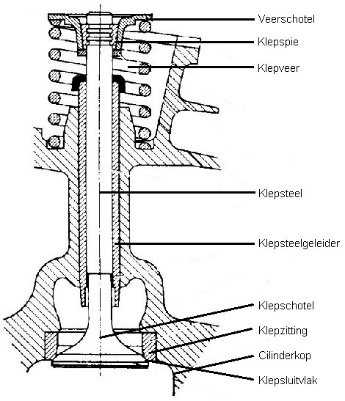 Veerschotel
Klepspie
Klepveer
Klepsteel
Klepsteelgeleider
Klepschotel
Klepzitting
Cilinderkop
Klepsluitvlak